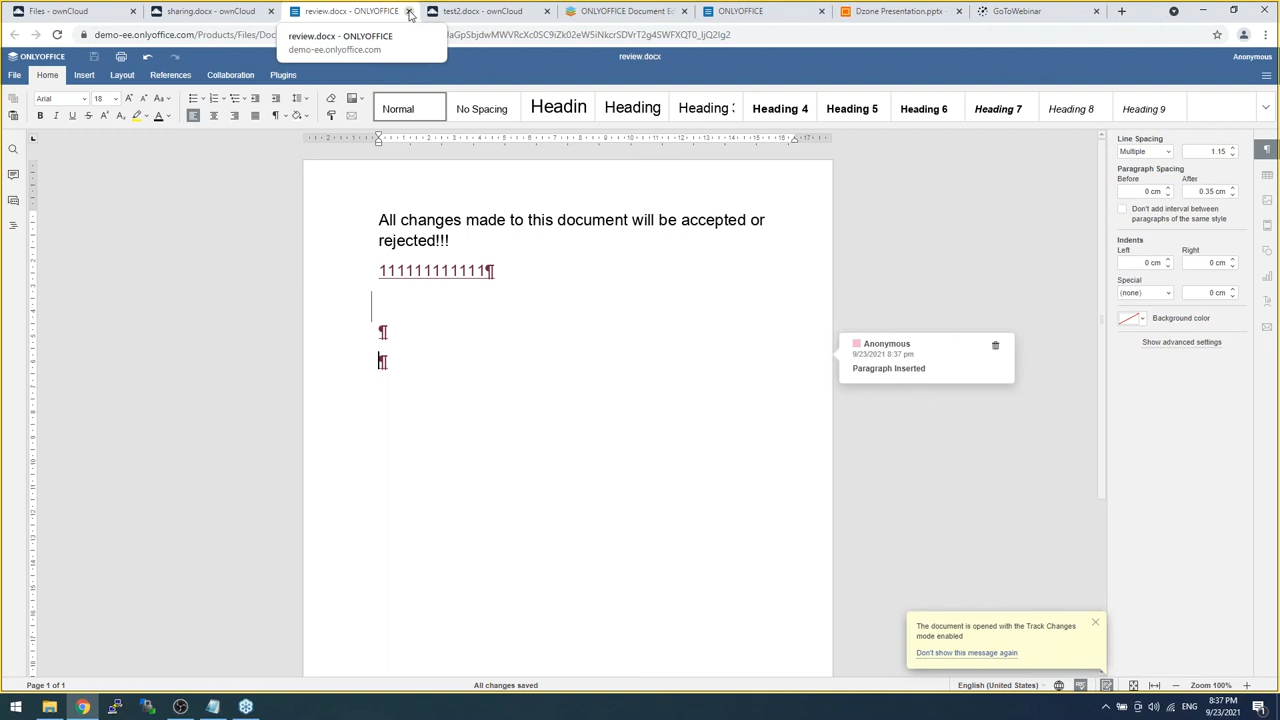 Files - ownCloud
sharing.docx - ownCloud
review.docx - ONLYOFFICE
test2.docx - ownCloud
ONLYOFFICE Document Ed
ONLYOFFICE
Dzone Presentation.pptx -
GoToWebinar
demo-ee.onlyoffice.com/Products/Files/Doc
review.docx - ONLYOFFICE
demo-ee.onlyoffice.com
ONLYOFFICE
review.docx
Anonymous
File Home Insert Layout References Collaboration Plugins
Arial 18
Normal
No Spacing
Headin
Heading
Heading
Heading 4
Heading 5
Heading 6
Heading 7
Heading 8
Heading 9
All changes made to this document will be accepted or
rejected!!!
111111111111¶
¶
¶
Anonymous
9/23/2021 8:37 pm
Paragraph Inserted
Line Spacing
Multiple 1.15
Paragraph Spacing
Before After
0 cm 0.35 cm
Don't add interval between
paragraphs of the same style
Indents
Left Right
0 cm 0 cm
Special
(none) 0 cm
Background color
Show advanced settings
The document is opened with the Track Changes
mode enabled
Don't show this message again
Page 1 of 1
All changes saved
English (United States)
Zoom 100%
8:37 PM
9/23/2021